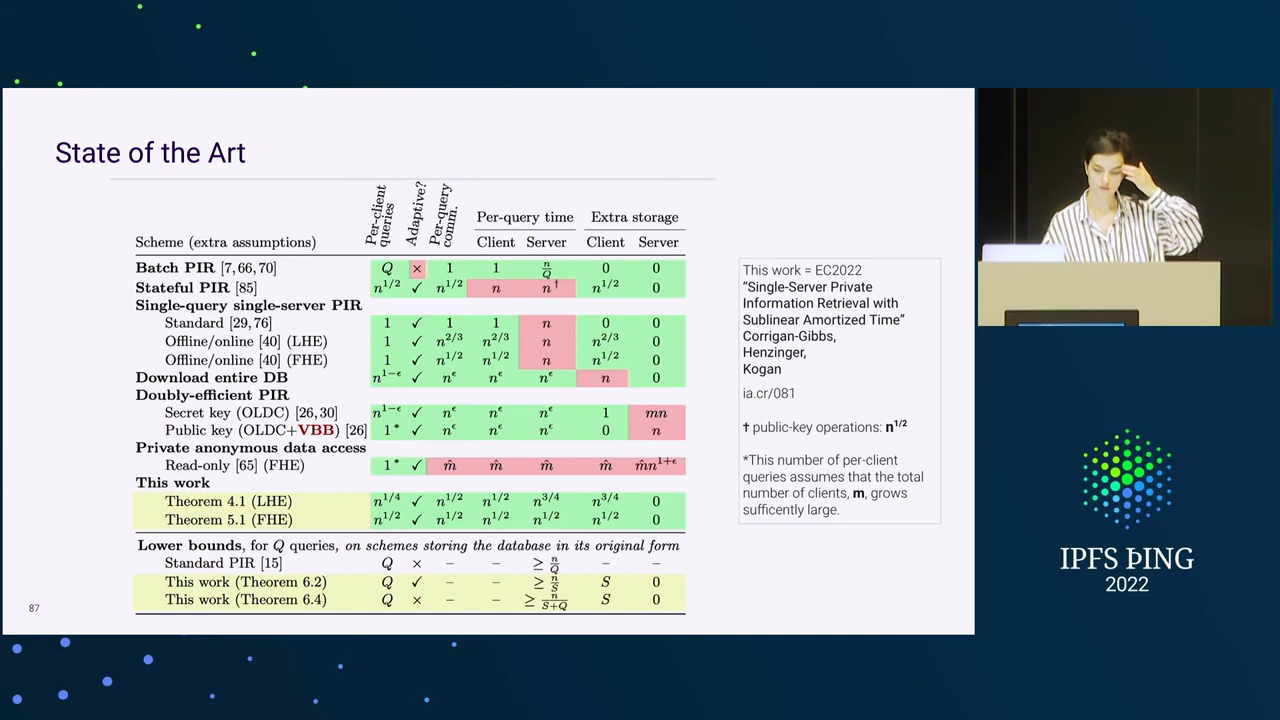 State of the Art
Scheme (extra assumptions) Per-client queries Adaptive? Per-query comm. Per-query time Client Server Extra storage Client Server
Batch PIR [7,66,70] Q × 1 1 n/Q 0 0
Stateful PIR [85] n^{1/2} ✓ n^{1/2} n n^† n^{1/2} 0
Single-query single-server PIR
Standard [29,76] 1 ✓ 1 1 n 0 0
Offline/online [40] (LHE) 1 ✓ n^{2/3} n^{2/3} n n^{2/3} 0
Offline/online [40] (FHE) 1 ✓ n^{1/2} n^{1/2} n n^{1/2} 0
Download entire DB n^{1−ϵ} ✓ n^ϵ n^ϵ n^ϵ n 0
Doubly-efficient PIR
Secret key (OLDC) [26,30] n^{1−ϵ} ✓ n^ϵ n^ϵ n^ϵ 1 mn
Public key (OLDC+VBB) [26] 1* ✓ n^ϵ n^ϵ n^ϵ 0 n
Private anonymous data access
Read-only [65] (FHE) 1* ✓ m̂ m̂ m̂ m̂ m̂n^{1+ϵ}
This work
Theorem 4.1 (LHE) n^{1/4} ✓ n^{1/2} n^{1/2} n^{3/4} n^{3/4} 0
Theorem 5.1 (FHE) n^{1/2} ✓ n^{1/2} n^{1/2} n^{1/2} n^{1/2} 0
Lower bounds, for Q queries, on schemes storing the database in its original form
Standard PIR [15] Q × – – ≥ n/Q – –
This work (Theorem 6.2) Q ✓ – – ≥ n/S S 0
This work (Theorem 6.4) Q × – – ≥ n/(S+Q) S 0
87
This work = EC2022
“Single-Server Private
Information Retrieval with
Sublinear Amortized Time”
Corrigan-Gibbs,
Henzinger,
Kogan
ia.cr/081
† public-key operations: n^{1/2}
*This number of per-client
queries assumes that the total
number of clients, m, grows
sufficently large.
IPFS ÞING
2022